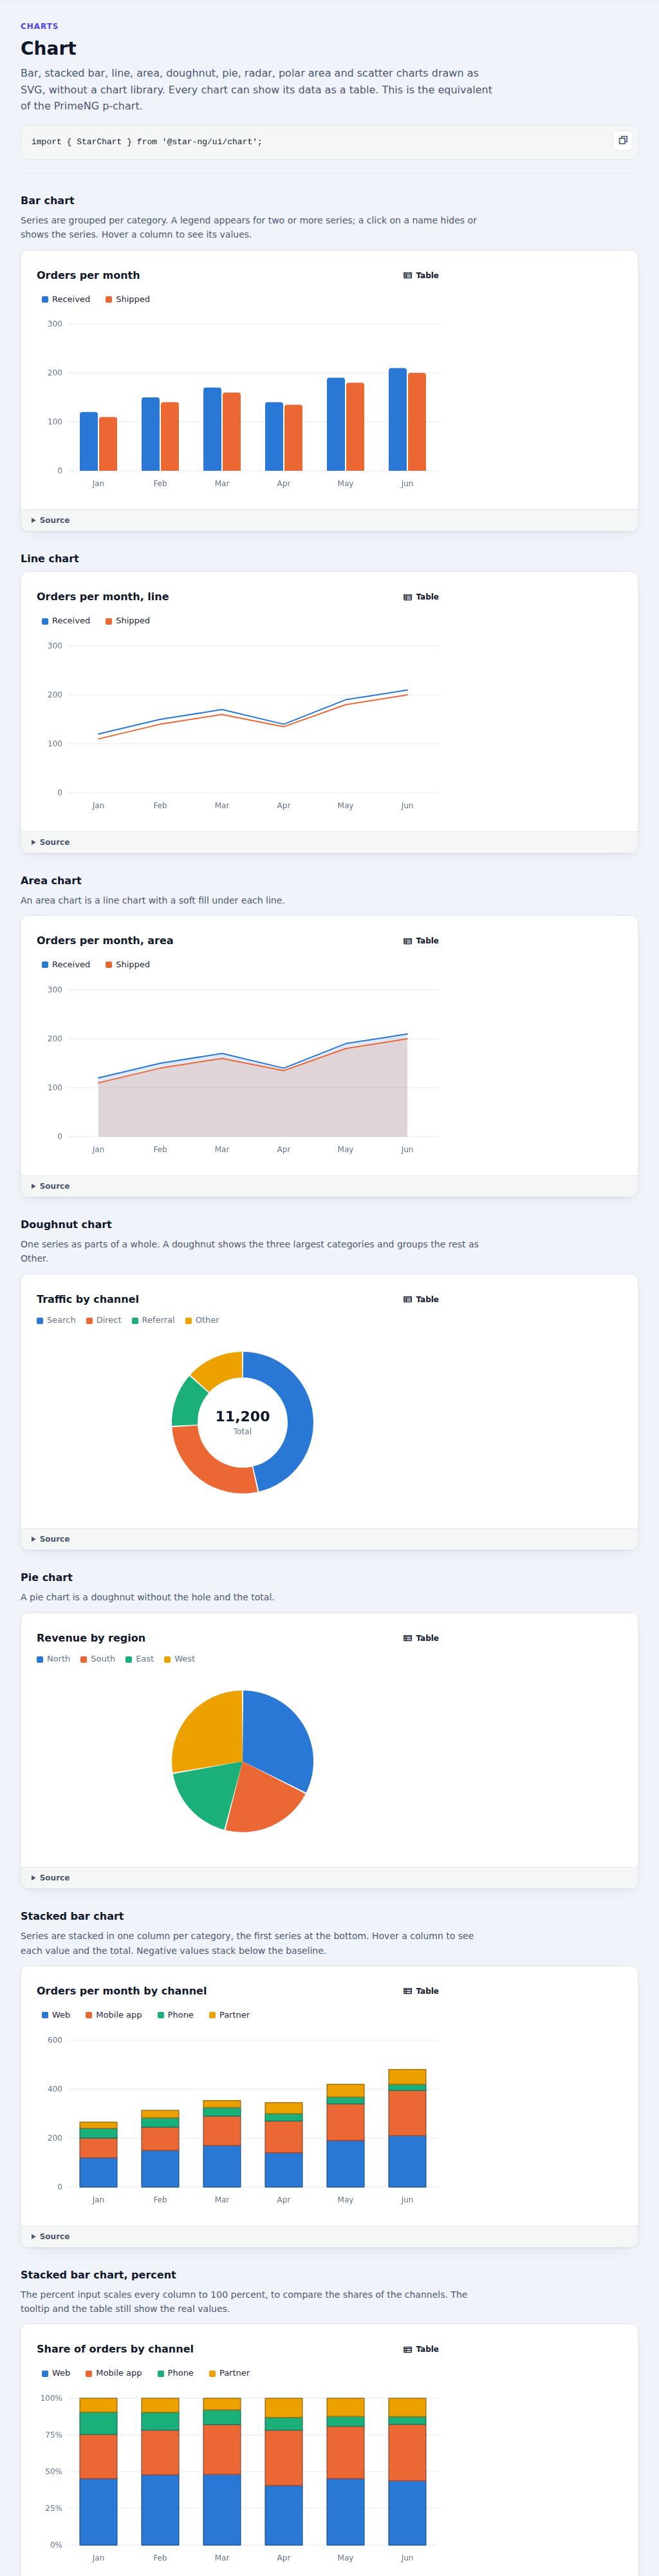 CHARTS
Chart
Bar, stacked bar, line, area, doughnut, pie, radar, polar area and scatter charts drawn as
SVG, without a chart library. Every chart can show its data as a table. This is the equivalent
of the PrimeNG p-chart.
import { StarChart } from '@star-ng/ui/chart';
Bar chart
Series are grouped per category. A legend appears for two or more series; a click on a name hides or
shows the series. Hover a column to see its values.
Orders per month Table
Received Shipped
300
200
100
0
Jan Feb Mar Apr May Jun
Source
Line chart
Orders per month, line Table
Received Shipped
300
200
100
0
Jan Feb Mar Apr May Jun
Source
Area chart
An area chart is a line chart with a soft fill under each line.
Orders per month, area Table
Received Shipped
300
200
100
0
Jan Feb Mar Apr May Jun
Source
Doughnut chart
One series as parts of a whole. A doughnut shows the three largest categories and groups the rest as
Other.
Traffic by channel Table
Search Direct Referral Other
11,200
Total
Source
Pie chart
A pie chart is a doughnut without the hole and the total.
Revenue by region Table
North South East West
Source
Stacked bar chart
Series are stacked in one column per category, the first series at the bottom. Hover a column to see
each value and the total. Negative values stack below the baseline.
Orders per month by channel Table
Web Mobile app Phone Partner
600
400
200
0
Jan Feb Mar Apr May Jun
Source
Stacked bar chart, percent
The percent input scales every column to 100 percent, to compare the shares of the channels. The
tooltip and the table still show the real values.
Share of orders by channel Table
Web Mobile app Phone Partner
100%
75%
50%
25%
0%
Jan Feb Mar Apr May Jun